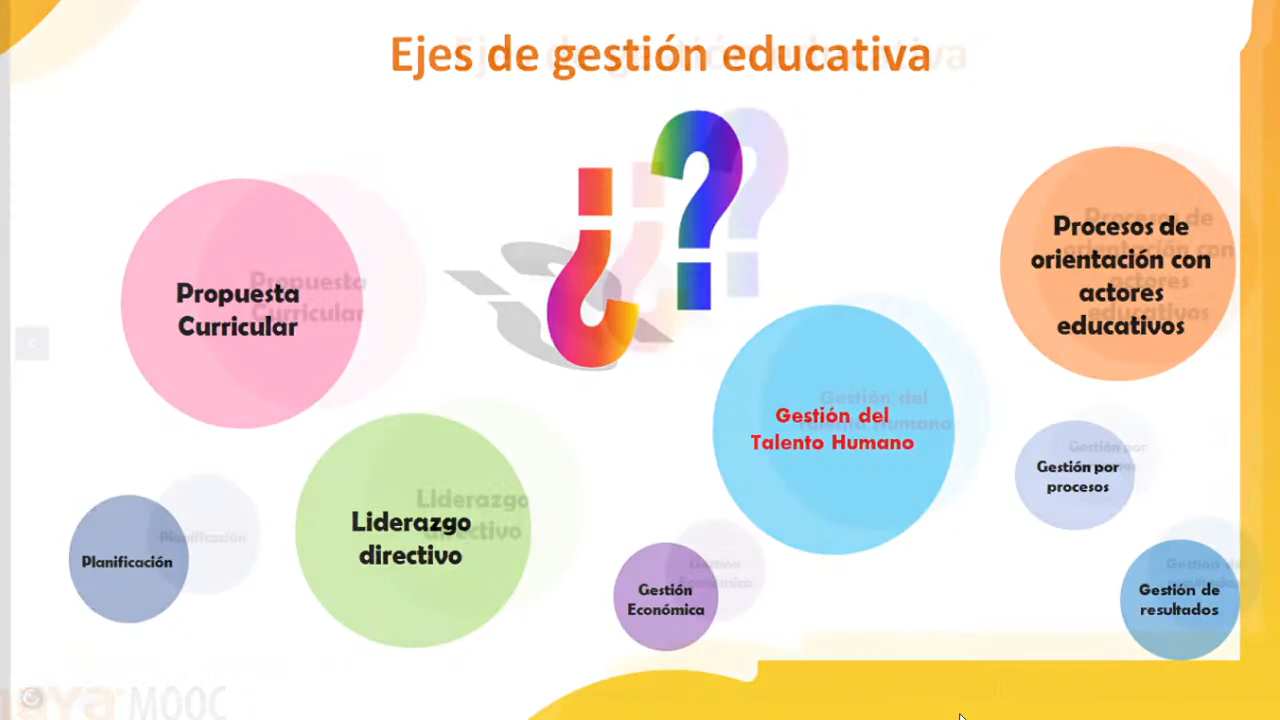 Ejes de gestión educativa
¿?
Propuesta
Curricular
Procesos de
orientación con
actores
educativos
Gestión del
Talento Humano
Gestión por
procesos
Liderazgo
directivo
Planificación
Gestión
Económica
Gestión de
resultados
MOOC